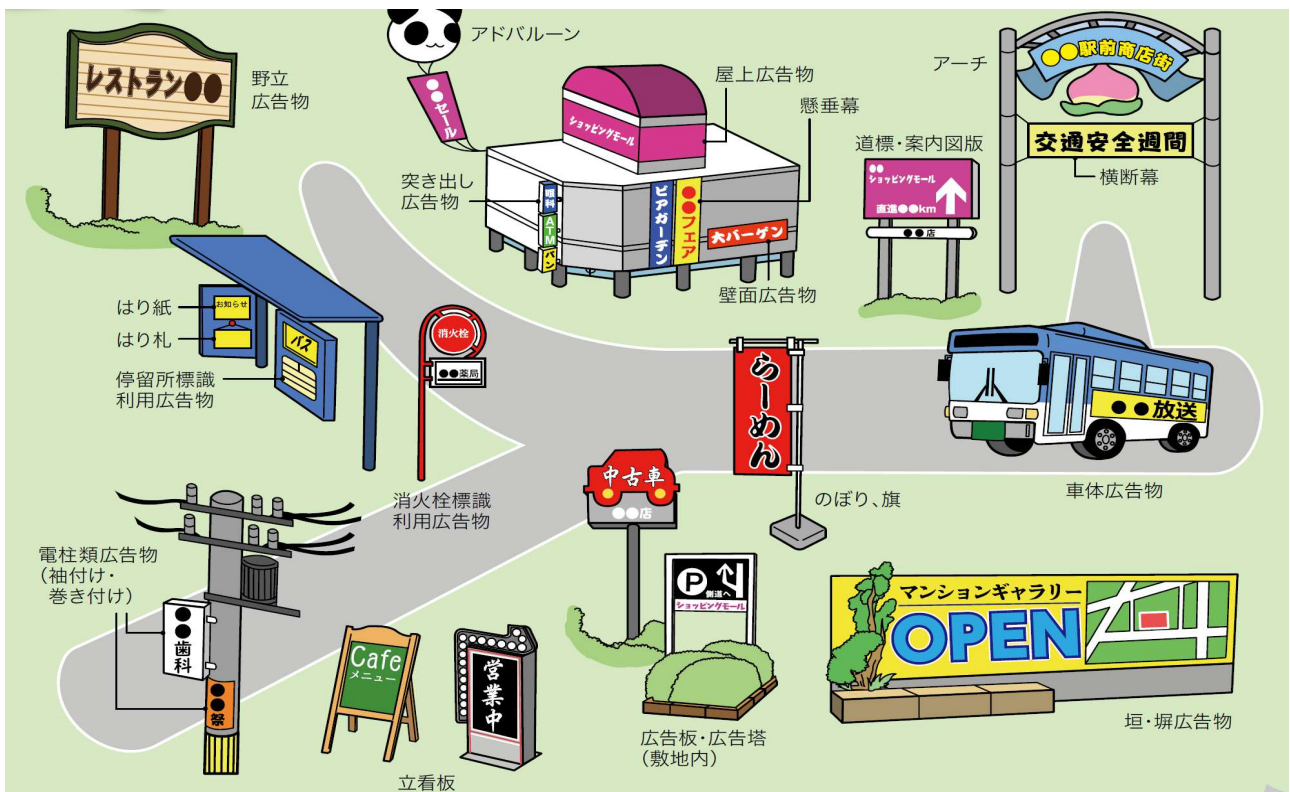 アドバルーン
●●セール
レストラン●●
野立
広告物
屋上広告物
ショッピングモール
懸垂幕
突き出し
広告物
眼科
ATM
パン
ビアガーデン
●●フェア
大バーゲン
壁面広告物
アーチ
●●駅前商店街
交通安全週間
横断幕
道標・案内図版
●●
ショッピングモール
直進●●km
●●店
はり紙
お知らせ
はり札
バス
停留所標識
利用広告物
消火栓
●●薬局
消火栓標識
利用広告物
らーめん
のぼり、旗
●●放送
車体広告物
電柱類広告物
(袖付け・
巻き付け)
●●歯科
●●祭
Cafe
メニュー
営業中
立看板
中古車
●●店
P
側道へ
ショッピングモール
広告板・広告塔
(敷地内)
マンションギャラリー
OPEN
垣・塀広告物